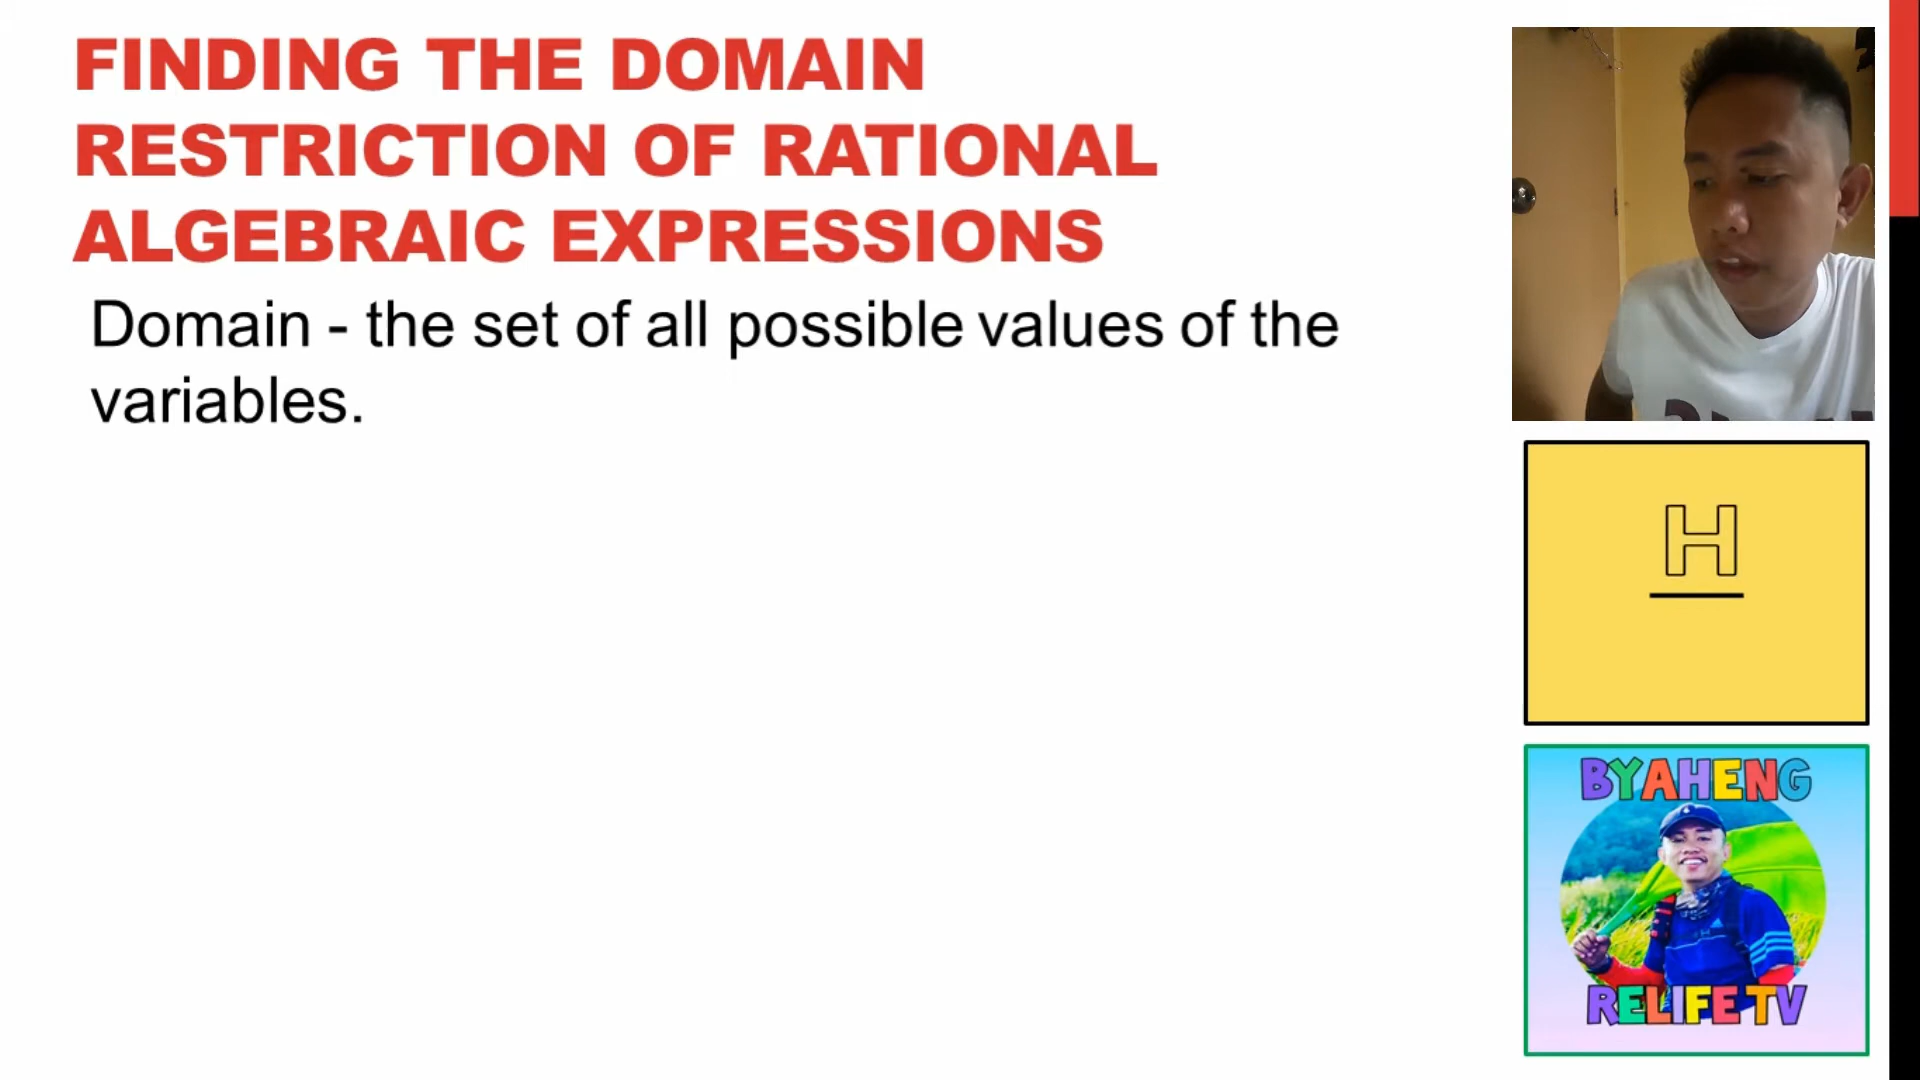 FINDING THE DOMAIN
RESTRICTION OF RATIONAL
ALGEBRAIC EXPRESSIONS
Domain - the set of all possible values of the
variables.
H
BYAHENG
RELIFE TV